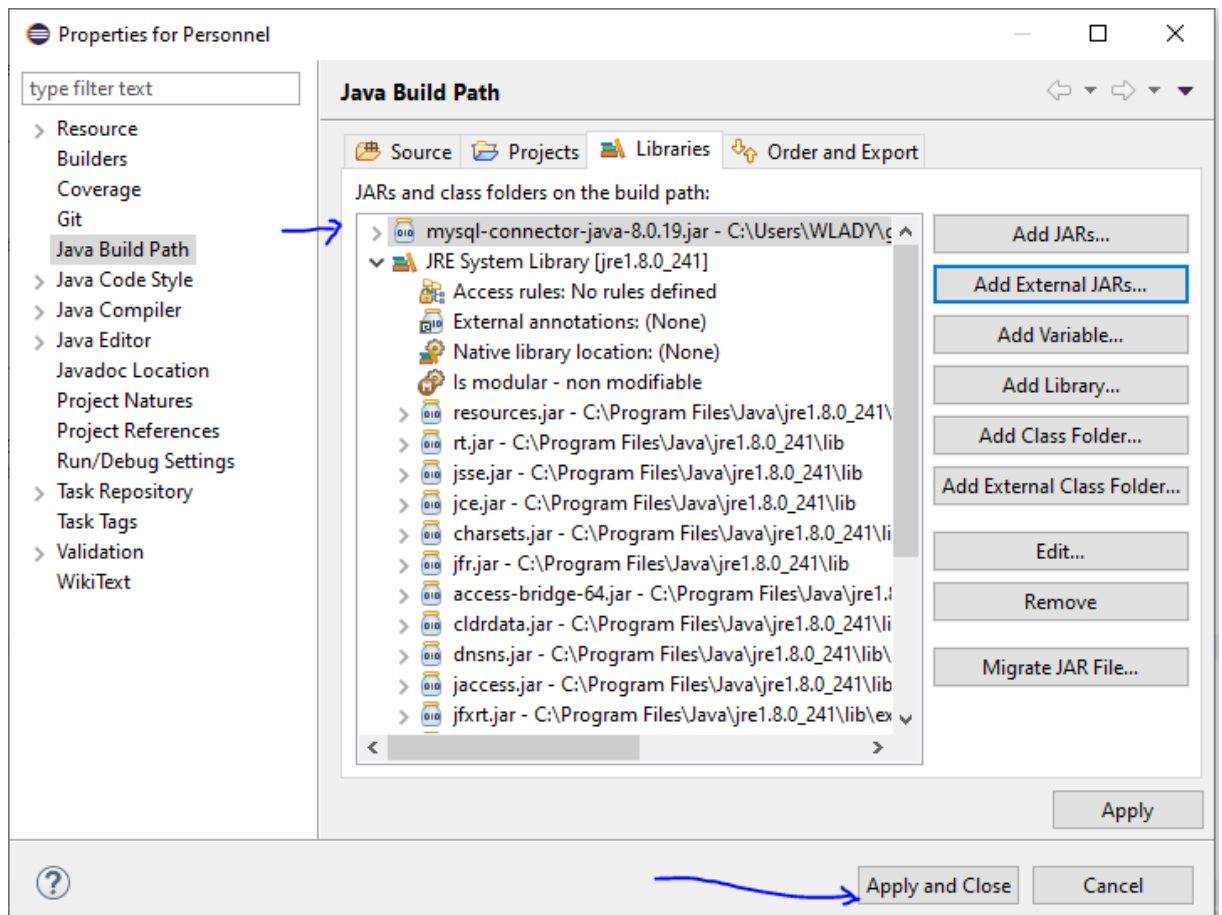 Properties for Personnel
type filter text
Resource
Builders
Coverage
Git
Java Build Path
Java Code Style
Java Compiler
Java Editor
Javadoc Location
Project Natures
Project References
Run/Debug Settings
Task Repository
Task Tags
Validation
WikiText
Java Build Path
Source Projects Libraries Order and Export
JARs and class folders on the build path:
mysql-connector-java-8.0.19.jar - C:\Users\WLADY\g
JRE System Library [jre1.8.0_241]
Access rules: No rules defined
External annotations: (None)
Native library location: (None)
Is modular - non modifiable
resources.jar - C:\Program Files\Java\jre1.8.0_241\
rt.jar - C:\Program Files\Java\jre1.8.0_241\lib
jsse.jar - C:\Program Files\Java\jre1.8.0_241\lib
jce.jar - C:\Program Files\Java\jre1.8.0_241\lib
charsets.jar - C:\Program Files\Java\jre1.8.0_241\li
jfr.jar - C:\Program Files\Java\jre1.8.0_241\lib
access-bridge-64.jar - C:\Program Files\Java\jre1.8
cldrdata.jar - C:\Program Files\Java\jre1.8.0_241\li
dnsns.jar - C:\Program Files\Java\jre1.8.0_241\lib\
jaccess.jar - C:\Program Files\Java\jre1.8.0_241\lib
jfxrt.jar - C:\Program Files\Java\jre1.8.0_241\lib\ex
Add JARs...
Add External JARs...
Add Variable...
Add Library...
Add Class Folder...
Add External Class Folder...
Edit...
Remove
Migrate JAR File...
Apply
Apply and Close
Cancel